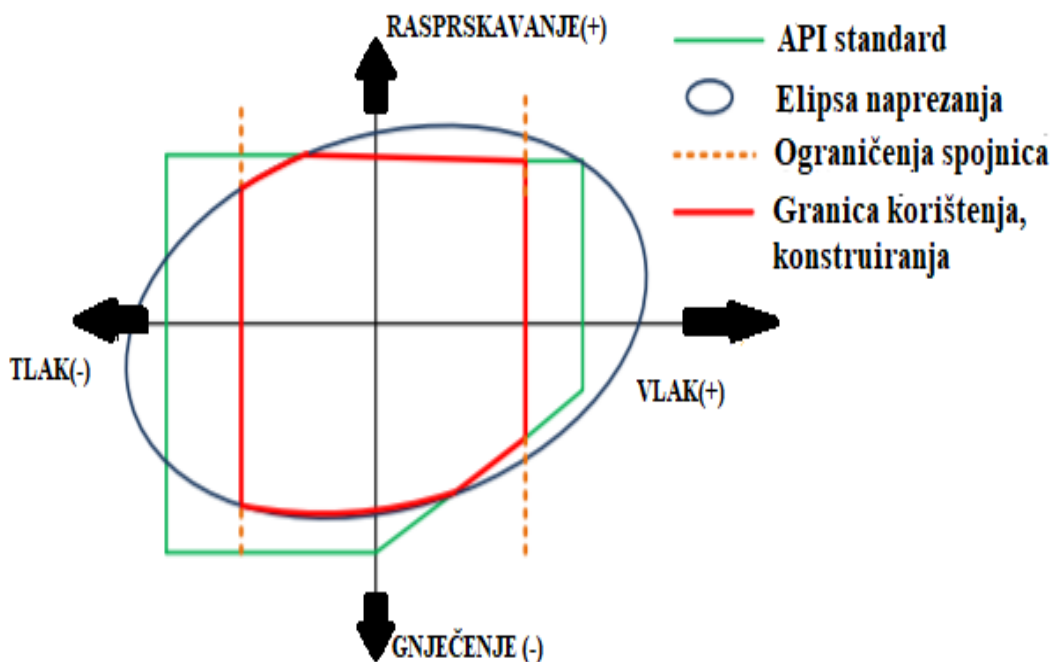 RASPRSKAVANJE(+)
API standard
Elipsa naprezanja
Ograničenja spojnica
Granica korištenja,
konstruiranja
TLAK(-)
VLAK(+)
GNJEČENJE (-)